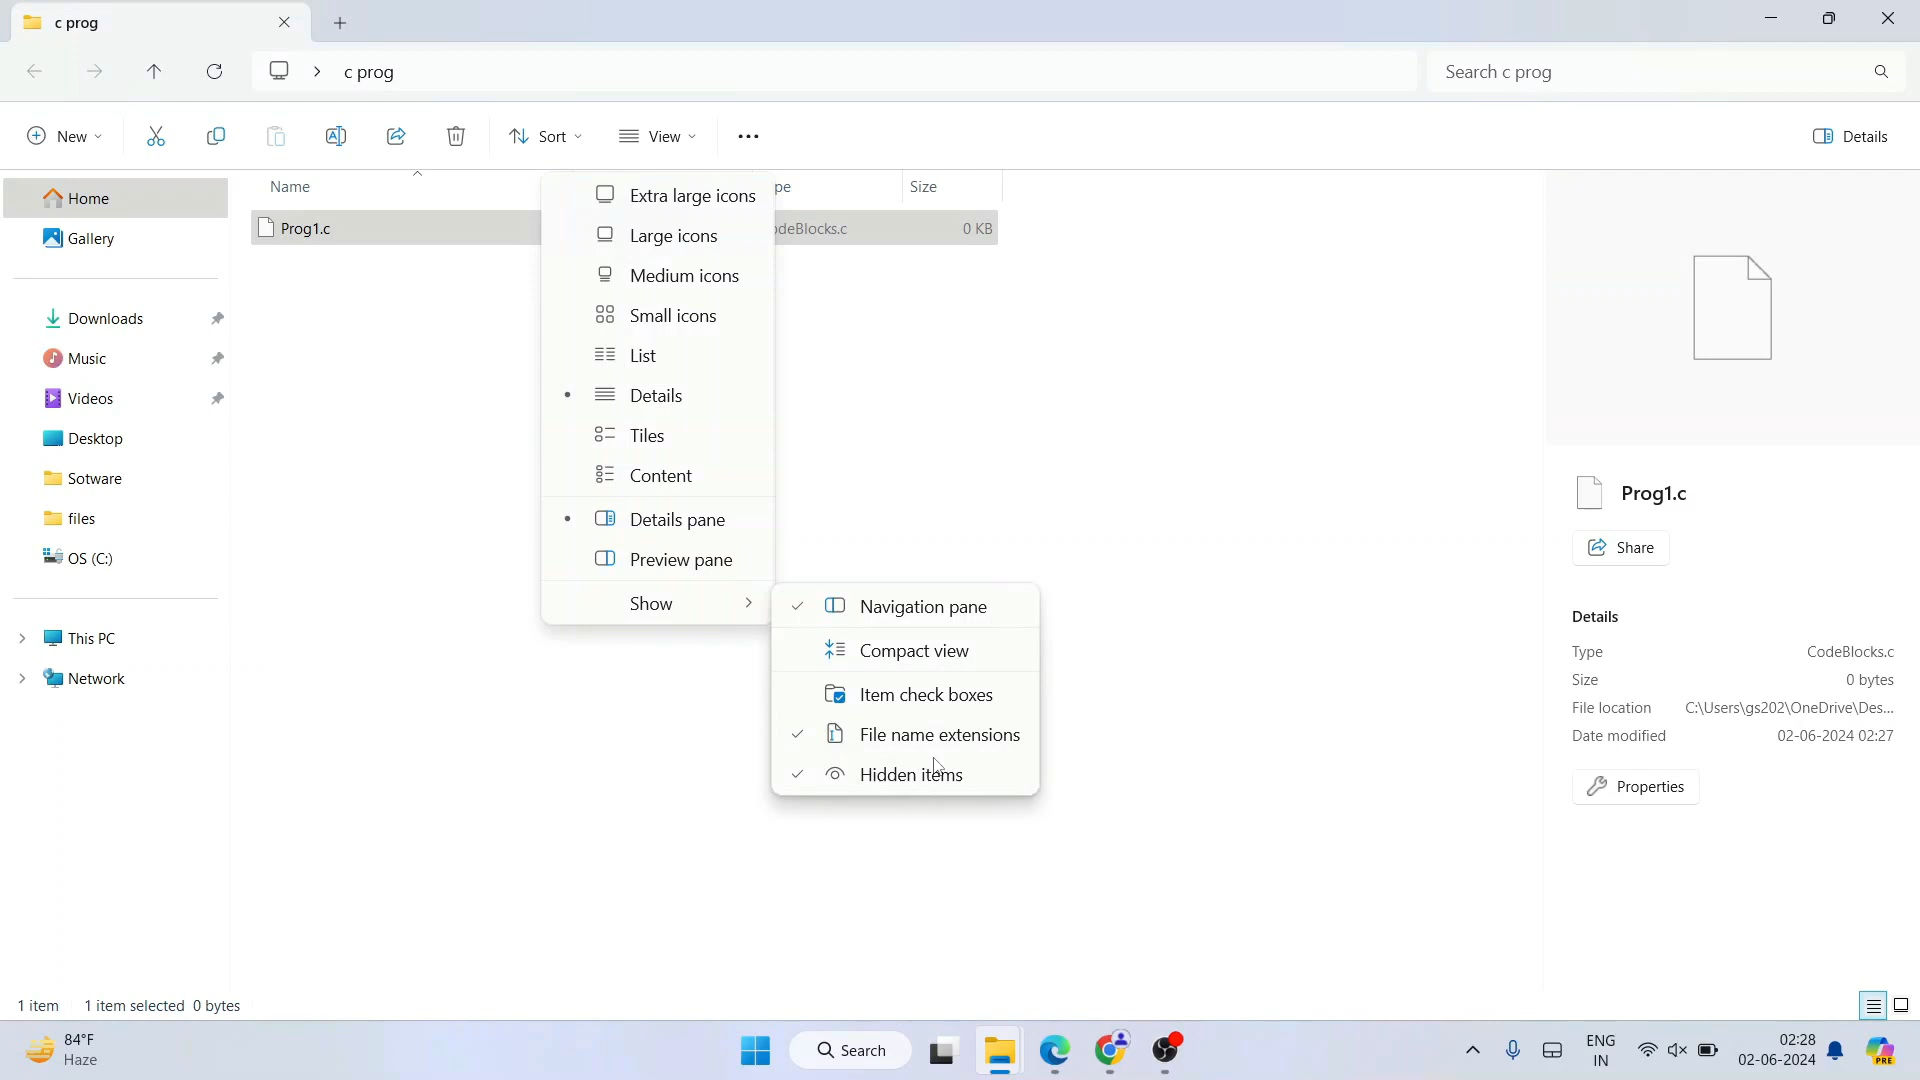 c prog
c prog
Search c prog
New
Sort
View
Details
Home
Gallery
Downloads
Music
Videos
Desktop
Sotware
files
OS (C:)
This PC
Network
Name
pe
Size
Prog1.c
deBlocks.c
0 KB
Extra large icons
Large icons
Medium icons
Small icons
List
Details
Tiles
Content
Details pane
Preview pane
Show
Navigation pane
Compact view
Item check boxes
File name extensions
Hidden items
Prog1.c
Share
Details
Type CodeBlocks.c
Size 0 bytes
File location C:\Users\gs202\OneDrive\Des...
Date modified 02-06-2024 02:27
Properties
1 item 1 item selected 0 bytes
84°F
Haze
Search
ENG
IN
02:28
02-06-2024
PRE